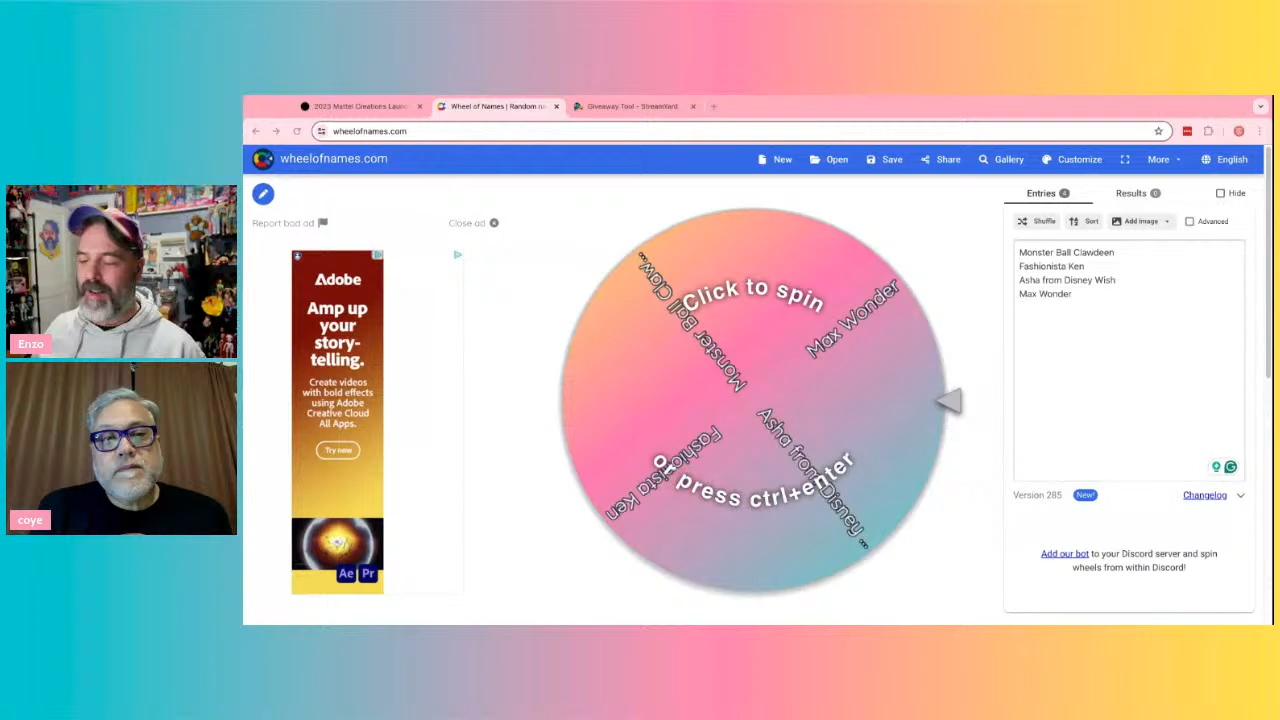 2023 Mattel Creations Launc
Wheel of Names | Random na
Giveaway Tool - StreamYard
wheelofnames.com
wheelofnames.com
New
Open
Save
Share
Gallery
Customize
More
English
Report bad ad
Close ad
Entries 4
Results 0
Hide
Shuffle
Sort
Add image
Advanced
Monster Ball Clawdeen
Fashionista Ken
Asha from Disney Wish
Max Wonder
Version 285
New!
Changelog
Add our bot to your Discord server and spin
wheels from within Discord!
Adobe
Amp up
your
story-
telling.
Create videos
with bold effects
using Adobe
Creative Cloud
All Apps.
Try now
Ae
Pr
Click to spin
or press ctrl+enter
Monster Ball Claw...
Max Wonder
Fashionista Ken
Asha from Disney ...
Enzo
coye